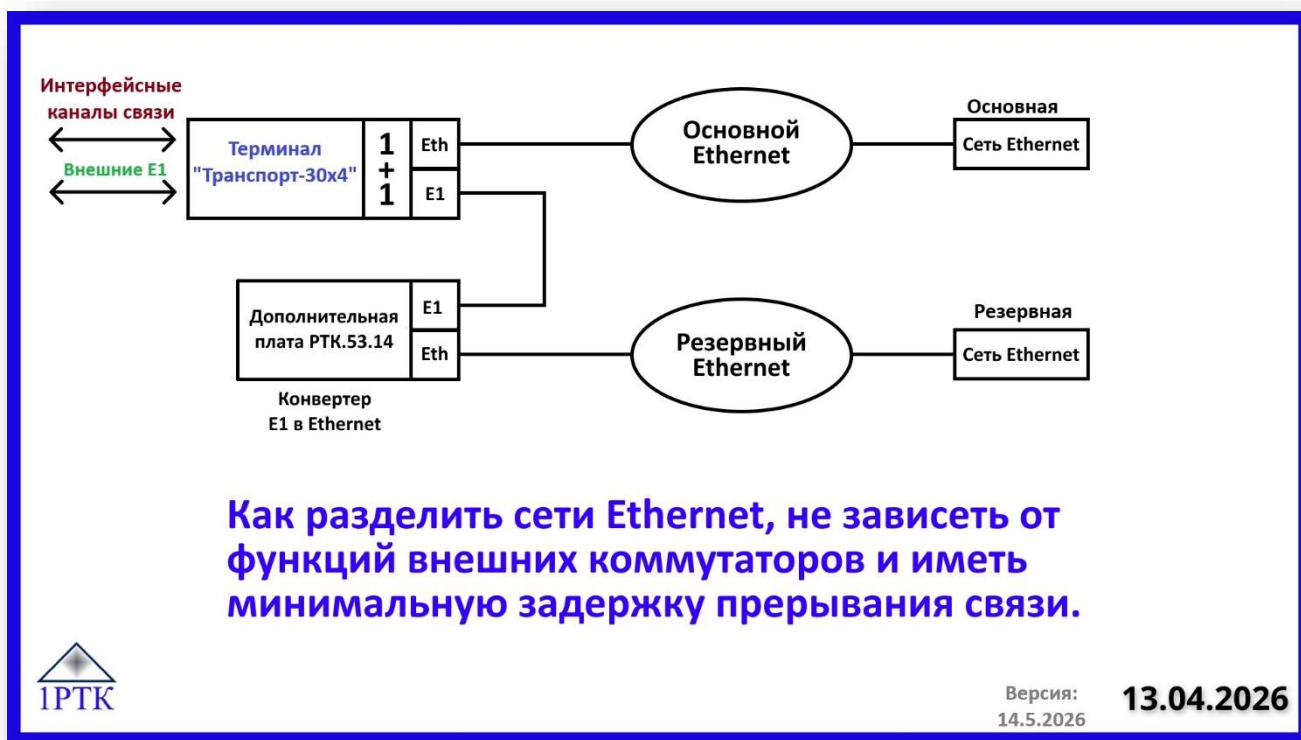 Интерфейсные
каналы связи
Внешние E1
Терминал
"Транспорт-30x4"
1
+
1
Eth
E1
Основной
Ethernet
Основная
Сеть Ethernet
Дополнительная
плата РТК.53.14
E1
Eth
Конвертер
E1 в Ethernet
Резервный
Ethernet
Резервная
Сеть Ethernet
Как разделить сети Ethernet, не зависеть от
функций внешних коммутаторов и иметь
минимальную задержку прерывания связи.
1РТК
Версия:
14.5.2026
13.04.2026